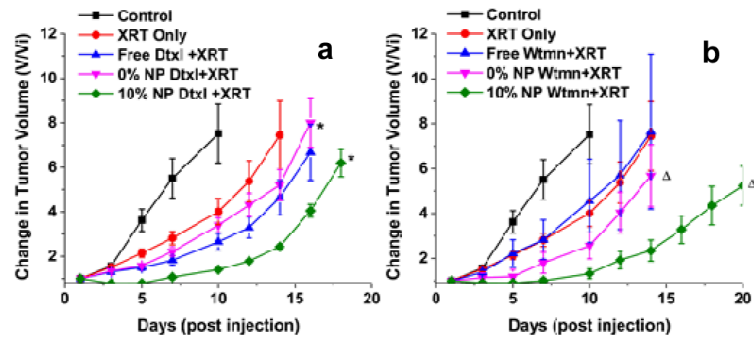 Control
XRT Only
Free Dtxl +XRT
0% NP Dtxl+XRT
10% NP Dtxl +XRT
a
Change in Tumor Volume (V/Vi)
12
10
8
6
4
2
0
5
10
15
20
Days (post injection)
*
*
Control
XRT Only
Free Wtmn+XRT
0% NP Wtmn+XRT
10% NP Wtmn+XRT
b
Change in Tumor Volume (V/Vi)
12
10
8
6
4
2
0
5
10
15
20
Days (post injection)
Δ
Δ